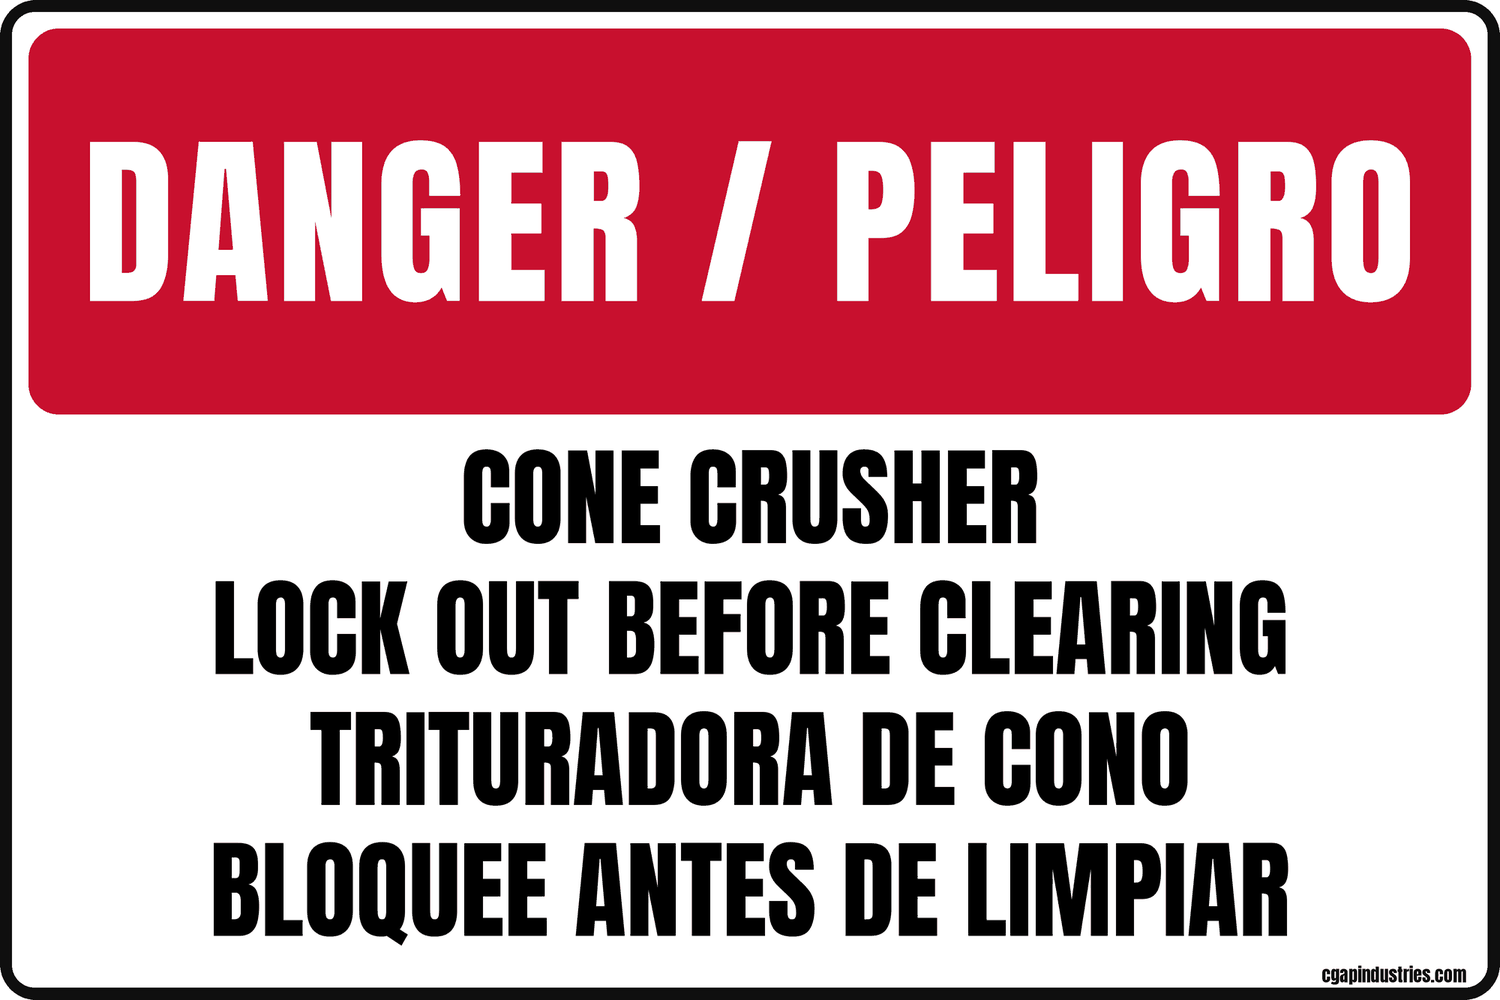 DANGER / PELIGRO
CONE CRUSHER
LOCK OUT BEFORE CLEARING
TRITURADORA DE CONO
BLOQUEE ANTES DE LIMPIAR
cgapindustries.com